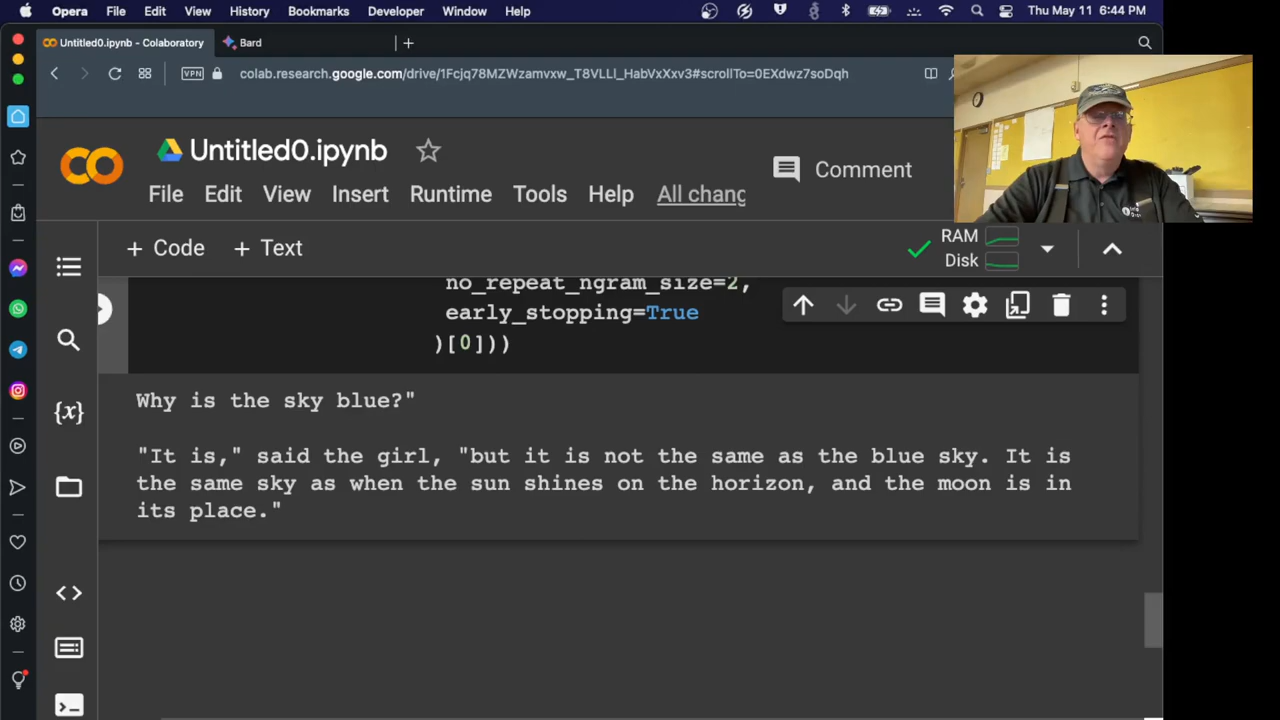 Opera File Edit View History Bookmarks Developer Window Help Thu May 11 6:44 PM
Untitled0.ipynb - Colaboratory Bard
VPN colab.research.google.com/drive/1Fcjq78MZWzamvxw_T8VLLl_HabVxXxv3#scrollTo=0EXdwz7soDqh
CO Untitled0.ipynb
File Edit View Insert Runtime Tools Help All chang
Comment
+ Code + Text
RAM
Disk
no_repeat_ngram_size=2,
early_stopping=True
)[0]))
{x}
Why is the sky blue?"
"It is," said the girl, "but it is not the same as the blue sky. It is
the same sky as when the sun shines on the horizon, and the moon is in
its place."